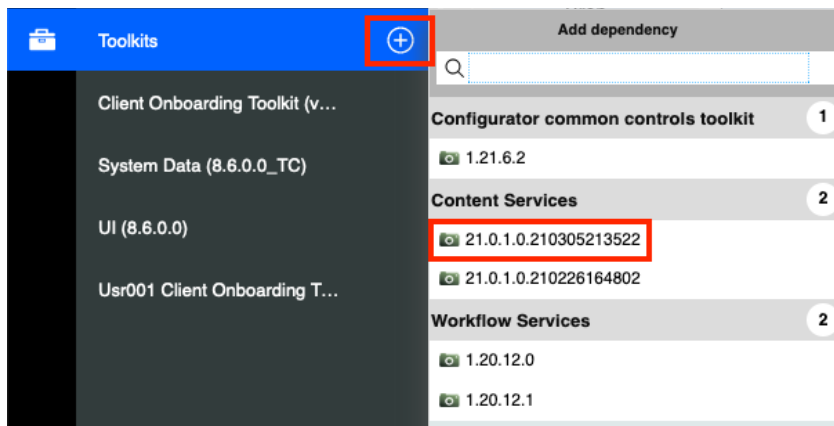 Toolkits
Client Onboarding Toolkit (v...
System Data (8.6.0.0_TC)
UI (8.6.0.0)
Usr001 Client Onboarding T...
Add dependency
Configurator common controls toolkit 1
1.21.6.2
Content Services 2
21.0.1.0.210305213522
21.0.1.0.210226164802
Workflow Services 2
1.20.12.0
1.20.12.1